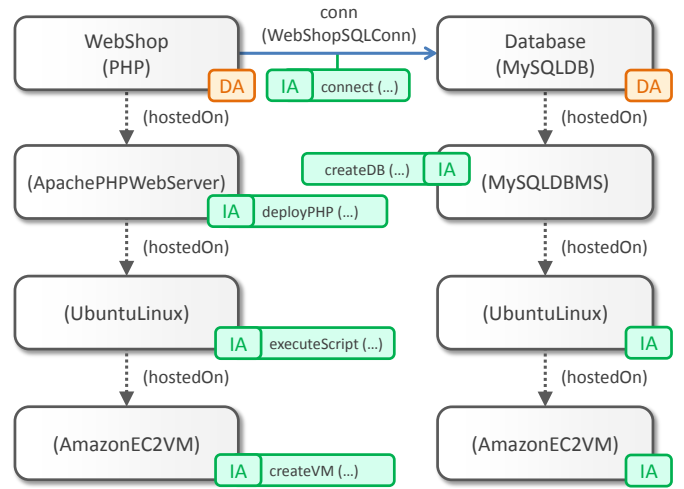 conn
(WebShopSQLConn)
WebShop
(PHP)
DA
IA connect (...)
Database
(MySQLDB)
DA
(hostedOn)
(hostedOn)
(ApachePHPWebServer)
IA deployPHP (...)
createDB (...) IA
(MySQLDBMS)
(hostedOn)
(hostedOn)
(UbuntuLinux)
IA executeScript (...)
(UbuntuLinux)
IA
(hostedOn)
(hostedOn)
(AmazonEC2VM)
IA createVM (...)
(AmazonEC2VM)
IA